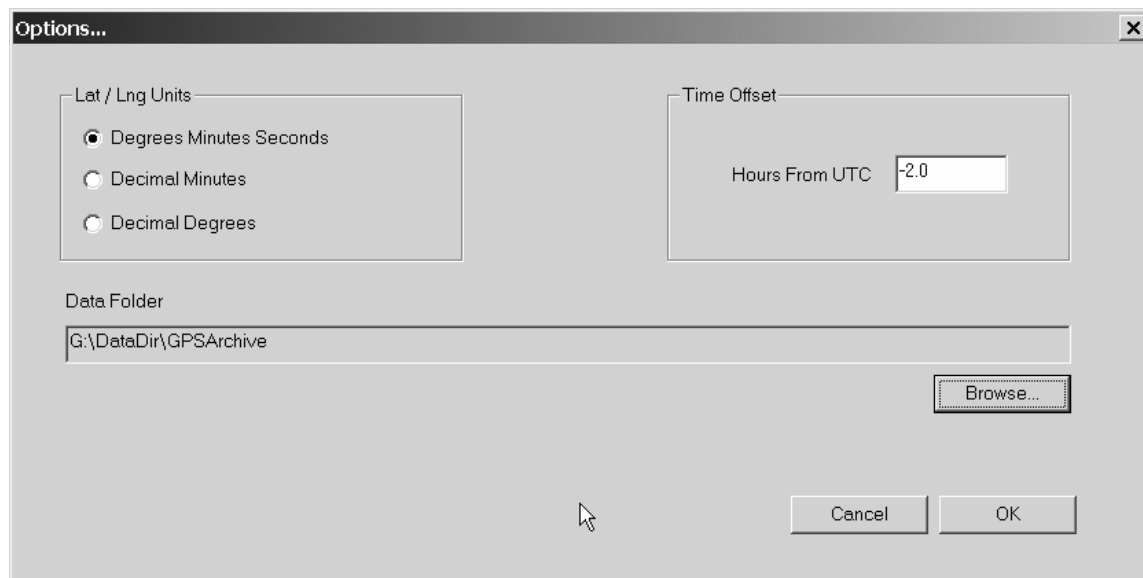 Options...
Lat / Lng Units
Degrees Minutes Seconds
Decimal Minutes
Decimal Degrees
Time Offset
Hours From UTC -2.0
Data Folder
G:\DataDir\GPSArchive
Browse...
Cancel OK